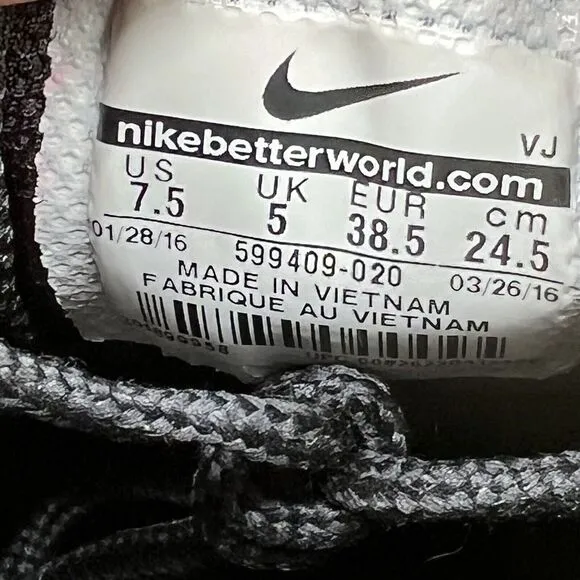 VJ
nikebetterworld.com
US UK EUR cm
7.5 5 38.5 24.5
01/28/16 599409-020 03/26/16
MADE IN VIETNAM
FABRIQUE AU VIETNAM